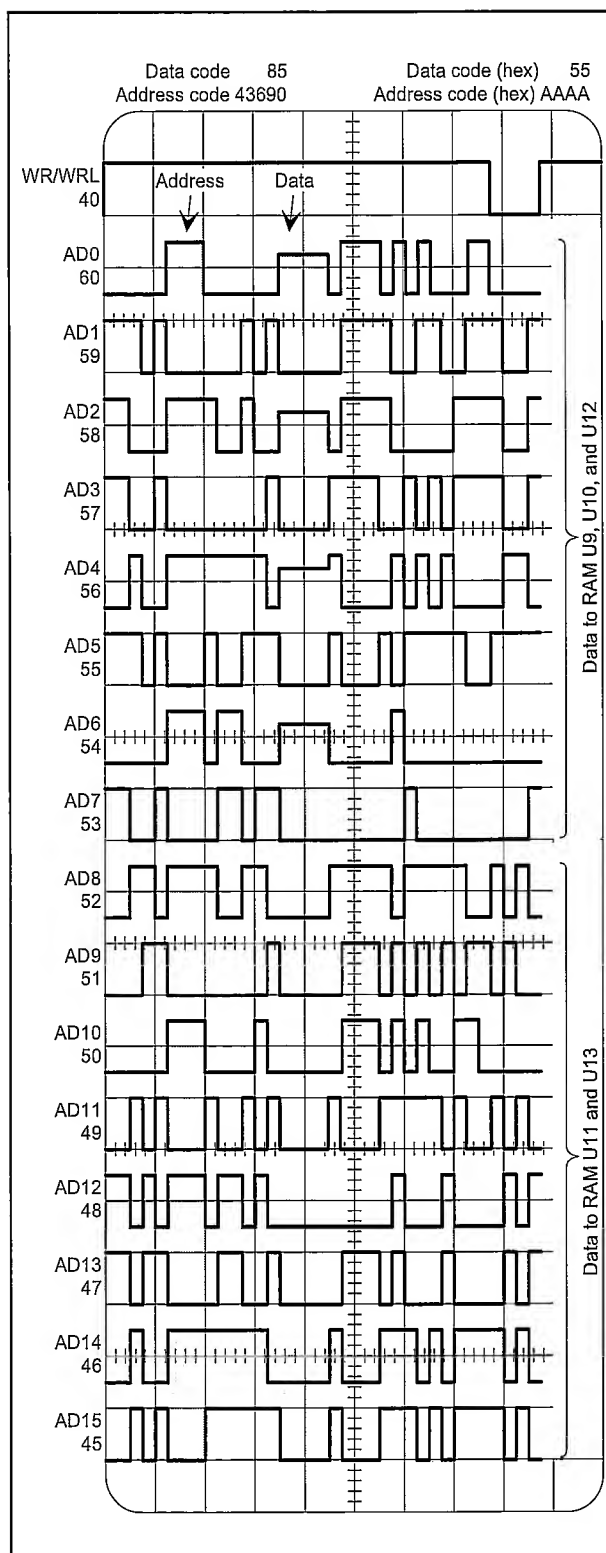 Data code 85 Data code (hex) 55
Address code 43690 Address code (hex) AAAA
WR/WRL
40
Address Data
AD0
60
AD1
59
AD2
58
AD3
57
AD4
56
AD5
55
AD6
54
AD7
53
Data to RAM U9, U10, and U12
AD8
52
AD9
51
AD10
50
AD11
49
AD12
48
AD13
47
AD14
46
AD15
45
Data to RAM U11 and U13